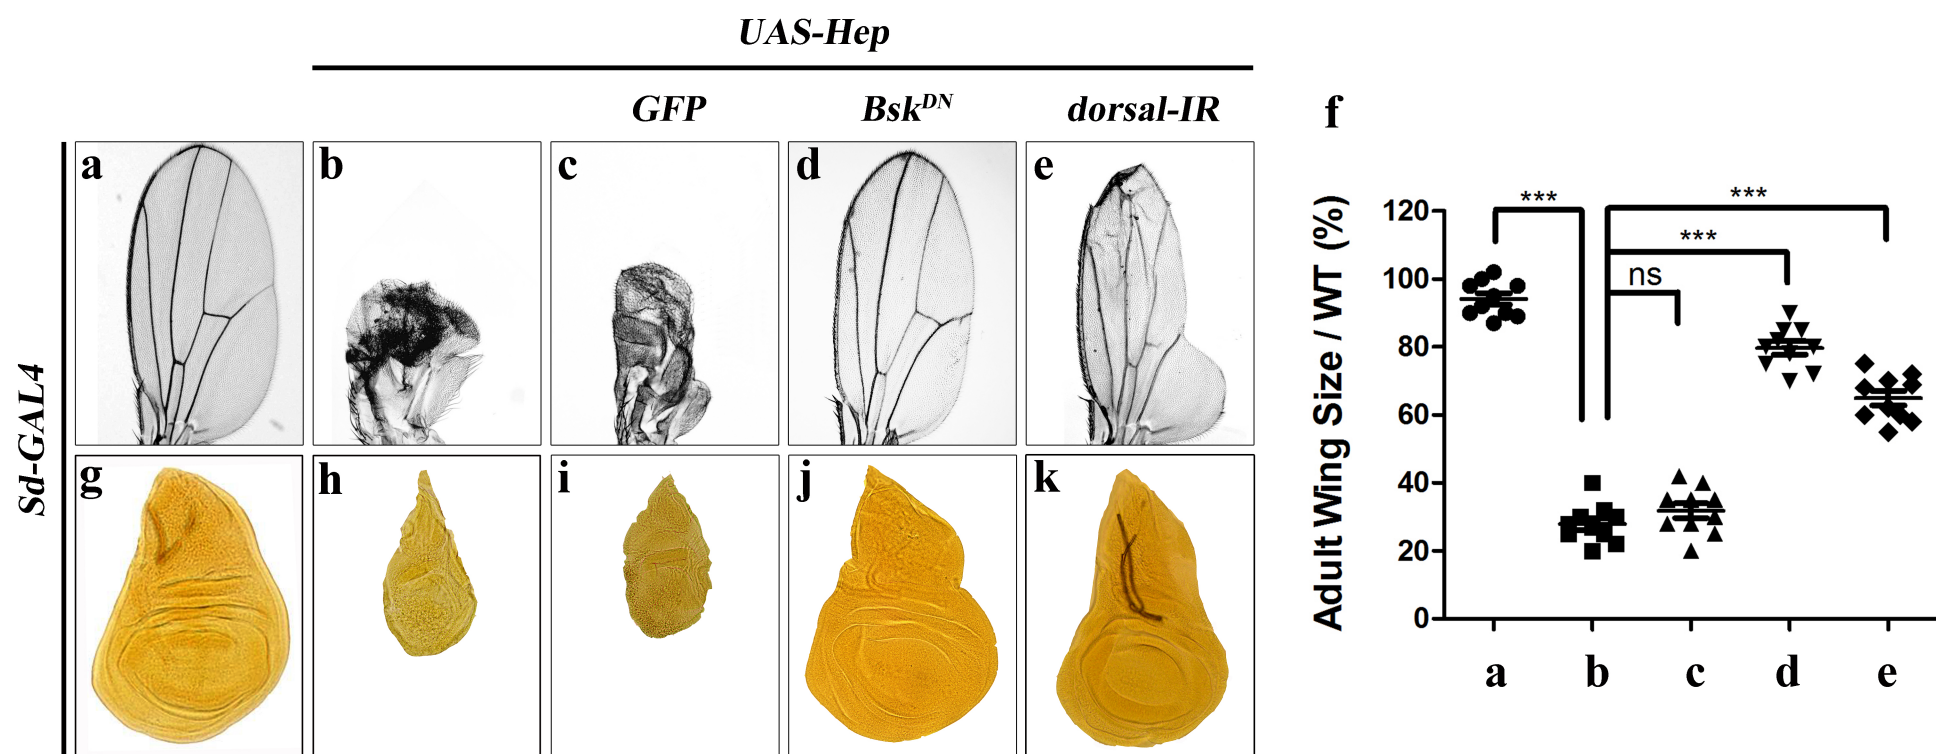 UAS-Hep
GFP
Bsk^DN
dorsal-IR
f
Sd-GAL4
a
b
c
d
e
g
h
i
j
k
Adult Wing Size / WT (%)
***
***
***
ns
120
100
80
60
40
20
0
a b c d e